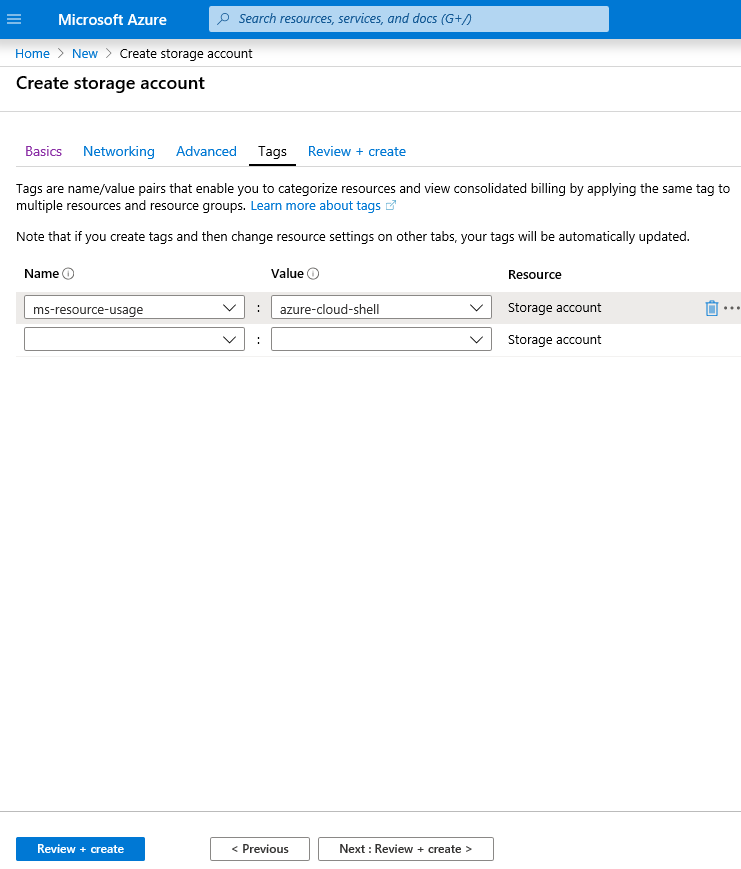 Microsoft Azure
Search resources, services, and docs (G+/)
Home > New > Create storage account
Create storage account
Basics Networking Advanced Tags Review + create
Tags are name/value pairs that enable you to categorize resources and view consolidated billing by applying the same tag to
multiple resources and resource groups. Learn more about tags
Note that if you create tags and then change resource settings on other tabs, your tags will be automatically updated.
Name Value Resource
ms-resource-usage : azure-cloud-shell Storage account
: Storage account
Review + create < Previous Next : Review + create >